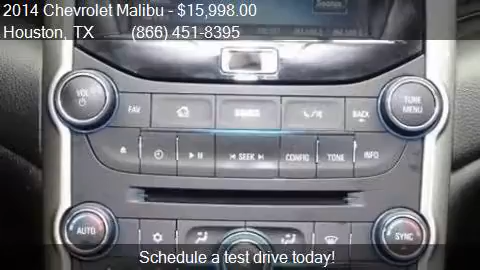 2014 Chevrolet Malibu - $15,998.00
Houston, TX (866) 451-8395
VOL
FAV
BACK
TUNE
MENU
SEEK
CONFIG
TONE
INFO
AUTO
SYNC
Schedule a test drive today!